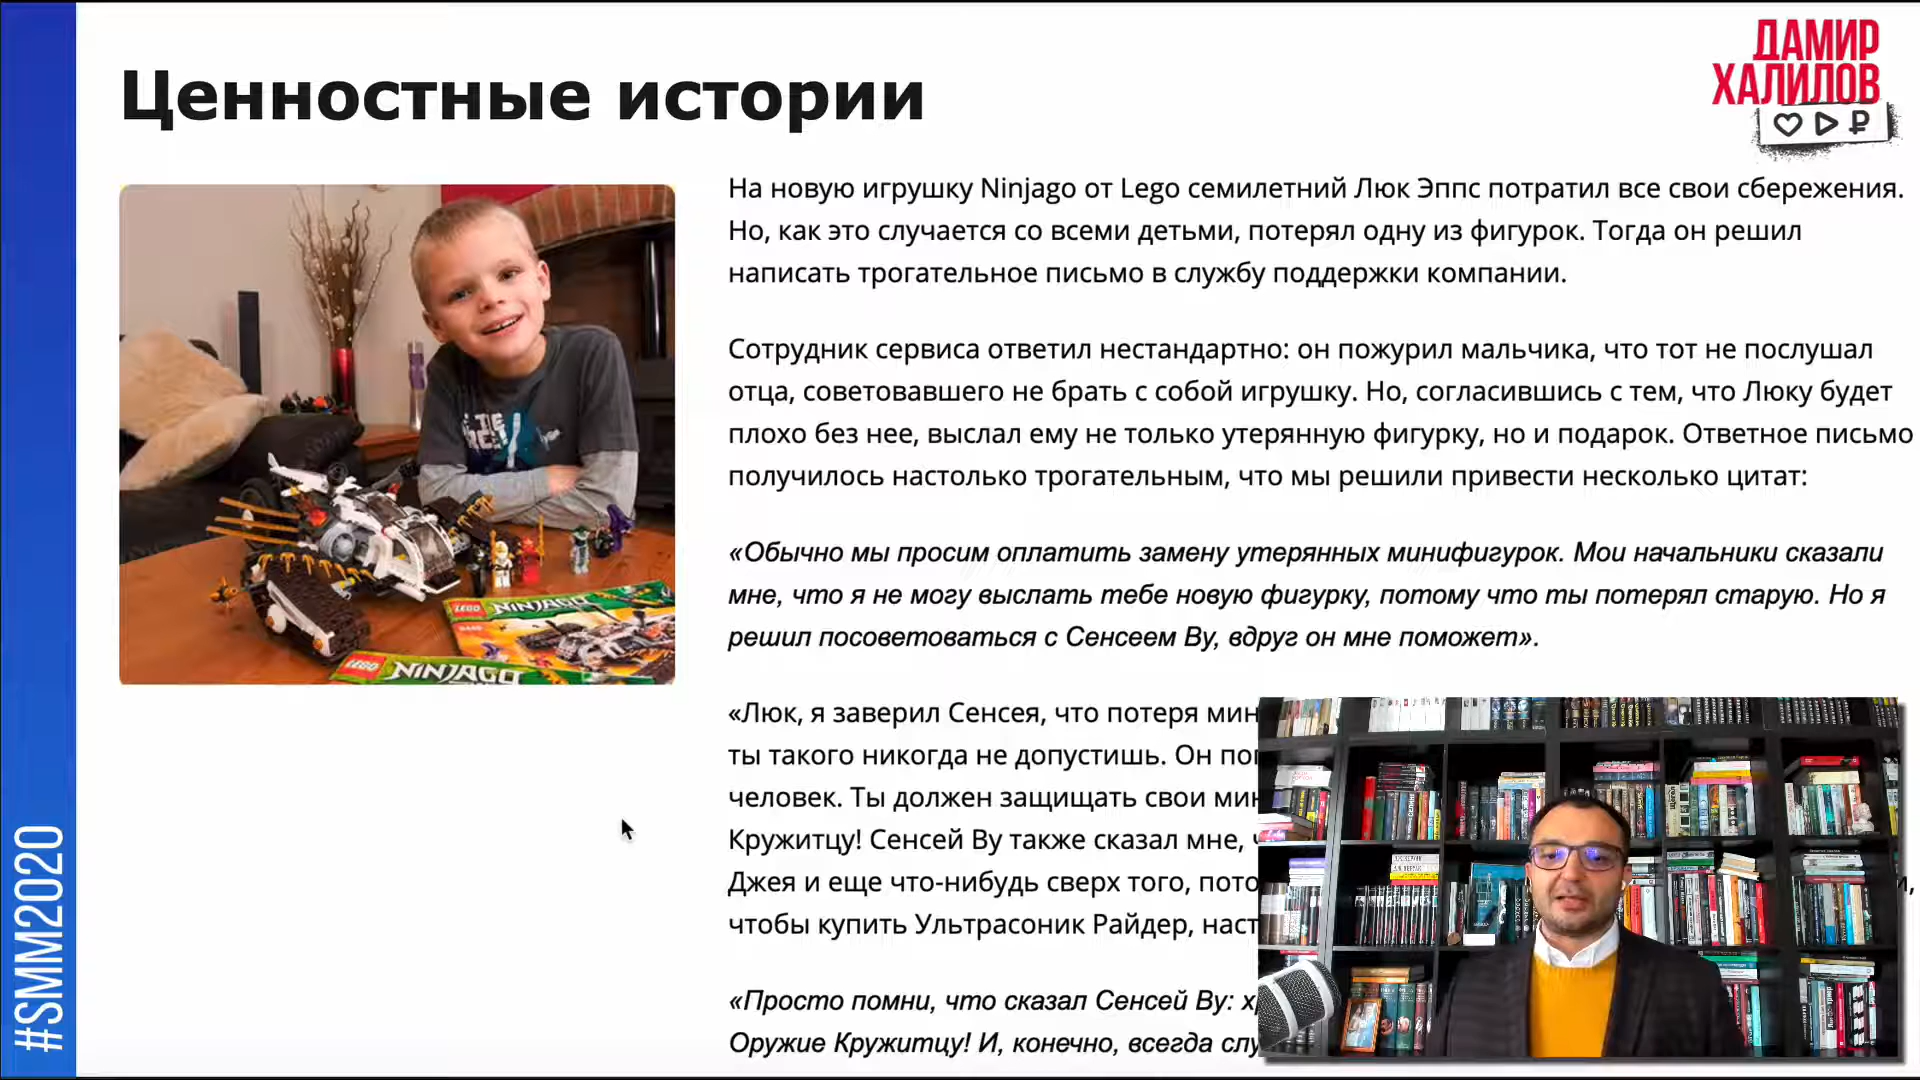 Ценностные истории
ДАМИР
ХАЛИЛОВ
На новую игрушку Ninjago от Lego семилетний Люк Эппс потратил все свои сбережения.
Но, как это случается со всеми детьми, потерял одну из фигурок. Тогда он решил
написать трогательное письмо в службу поддержки компании.
Сотрудник сервиса ответил нестандартно: он пожурил мальчика, что тот не послушал
отца, советовавшего не брать с собой игрушку. Но, согласившись с тем, что Люку будет
плохо без нее, выслал ему не только утерянную фигурку, но и подарок. Ответное письмо
получилось настолько трогательным, что мы решили привести несколько цитат:
«Обычно мы просим оплатить замену утерянных минифигурок. Мои начальники сказали
мне, что я не могу выслать тебе новую фигурку, потому что ты потерял старую. Но я
решил посоветоваться с Сенсеем Ву, вдруг он мне поможет».
«Люк, я заверил Сенсея, что потеря мин
ты такого никогда не допустишь. Он
человек. Ты должен защищать свои
Кружитцу! Сенсей Ву также сказал мне,
Джея и еще что-нибудь сверх того, пото
чтобы купить Ультрасоник Райдер, наст
«Просто помни, что сказал Сенсей Ву:
Оружие Кружитцу! И, конечно, всегда слу
LEGO NINJAGO
LEGO NINJAGO
#SMM2020